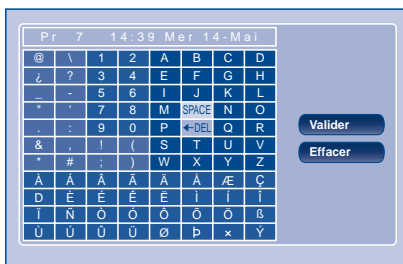 Pr 7 14:39 Mer 14-Mai
@ \ 1 2 A B C D
¿ ? 3 4 E F G H
_ - 5 6 I J K L
" ' 7 8 M SPACE N O
. : 9 0 P ←DEL Q R
& , ! ( S T U V
* # ; ) W X Y Z
À Á Â Ã Ä Å Æ Ç
D È É Ê Ë Ì Í Î
Ï Ñ Ò Ó Ô Õ Ö ß
Ù Ú Û Ü Ø Þ × Ý
Valider
Effacer